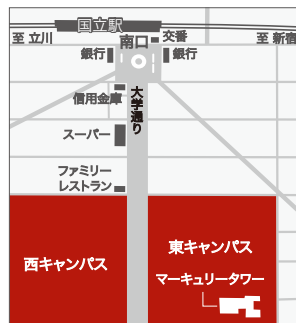 国立駅
至 立川
南口
交番
至 新宿
銀行
銀行
信用金庫
大学通り
スーパー
ファミリー
レストラン
西キャンパス
東キャンパス
マーキュリータワー